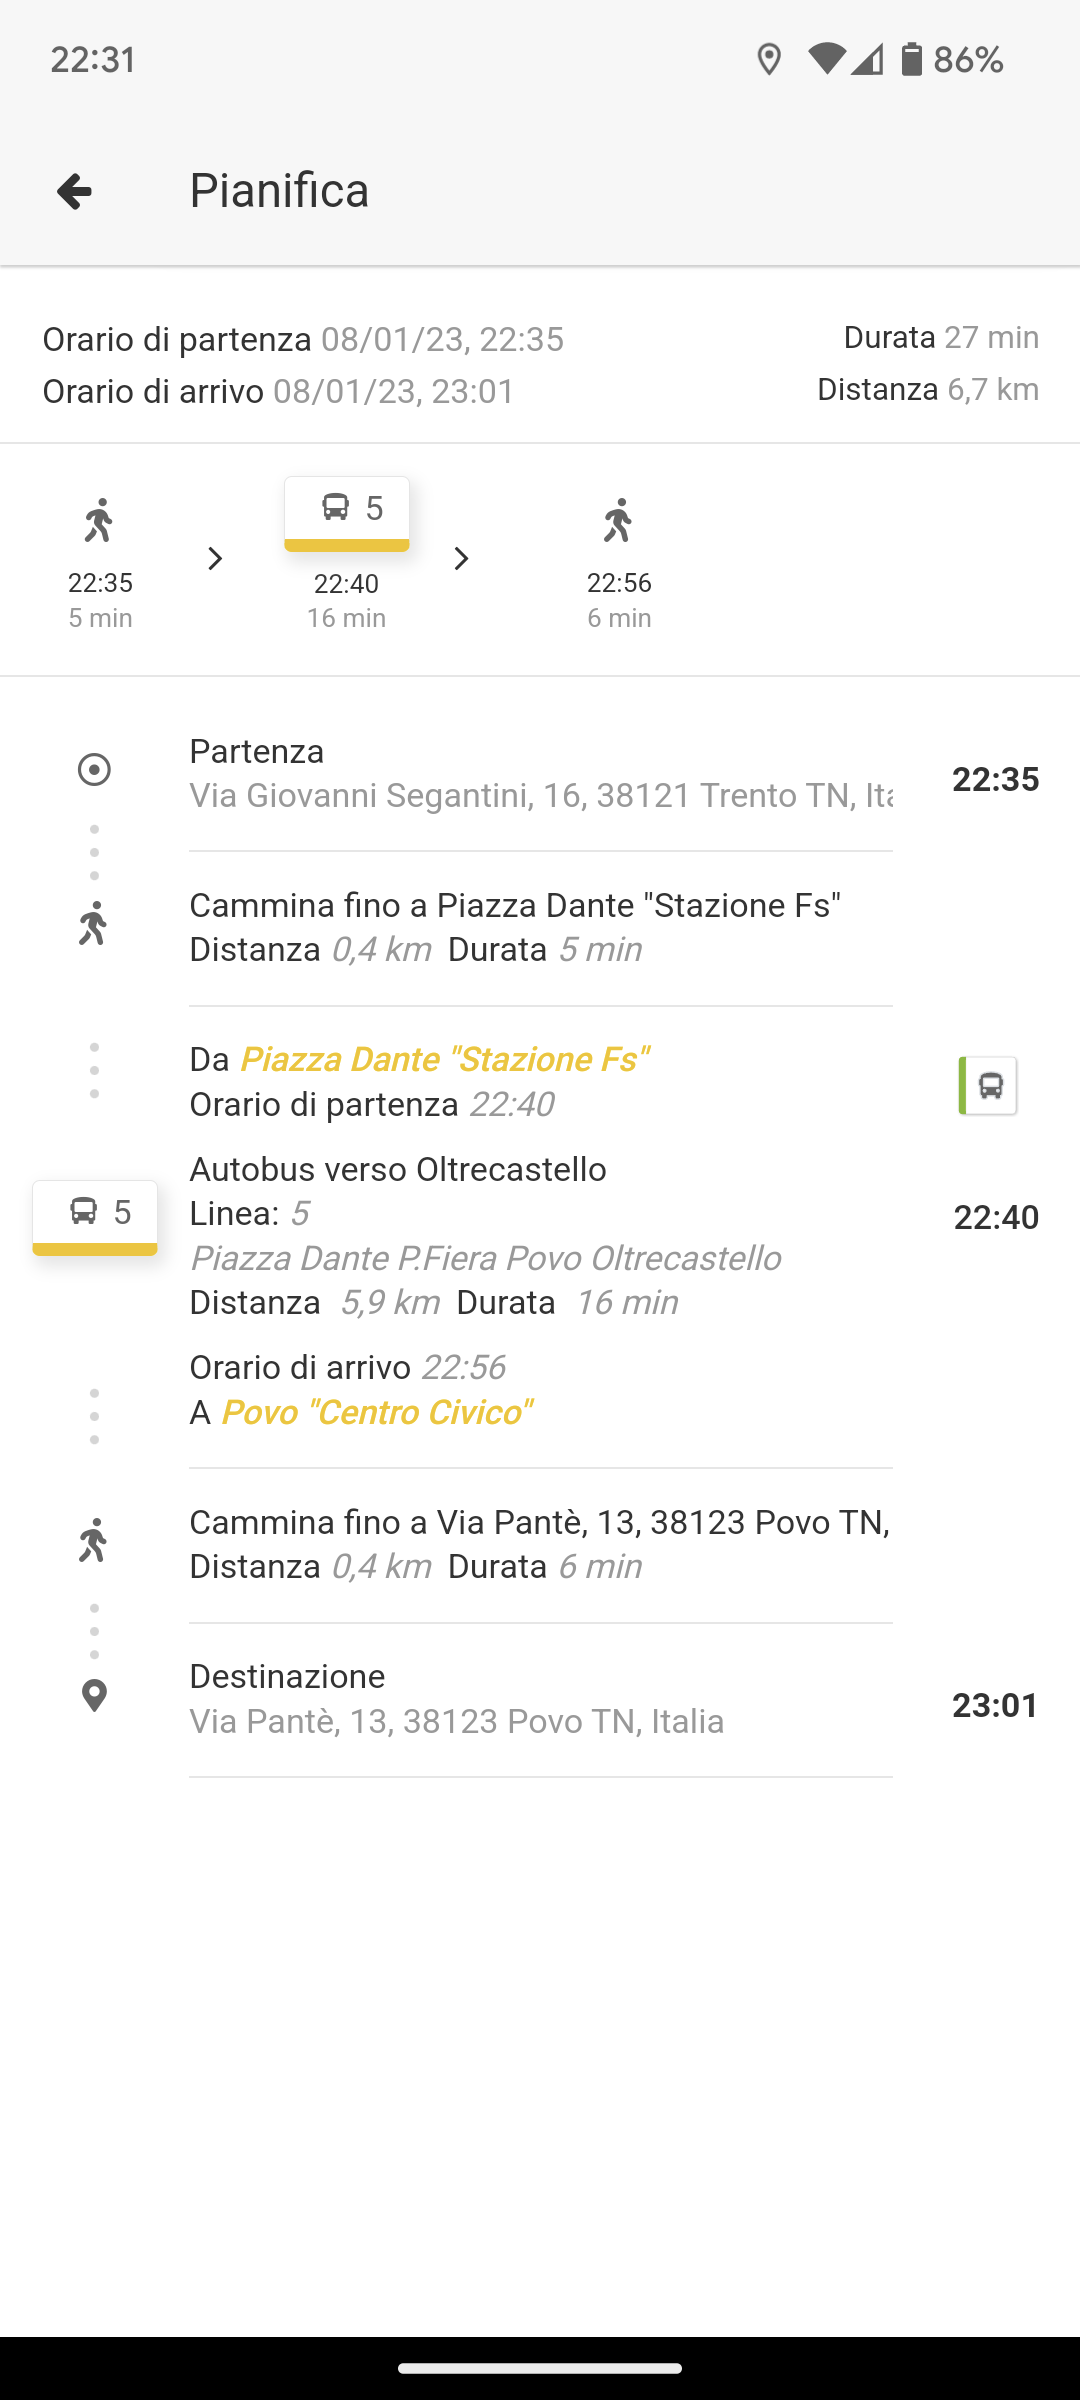 22:31
86%
Pianifica
Orario di partenza 08/01/23, 22:35
Durata 27 min
Orario di arrivo 08/01/23, 23:01
Distanza 6,7 km
5
22:35
22:40
22:56
5 min
16 min
6 min
Partenza
Via Giovanni Segantini, 16, 38121 Trento TN, Ita
22:35
Cammina fino a Piazza Dante "Stazione Fs"
Distanza 0,4 km Durata 5 min
Da Piazza Dante "Stazione Fs"
Orario di partenza 22:40
Autobus verso Oltrecastello
5
Linea: 5
22:40
Piazza Dante P.Fiera Povo Oltrecastello
Distanza 5,9 km Durata 16 min
Orario di arrivo 22:56
A Povo "Centro Civico"
Cammina fino a Via Pantè, 13, 38123 Povo TN,
Distanza 0,4 km Durata 6 min
Destinazione
Via Pantè, 13, 38123 Povo TN, Italia
23:01